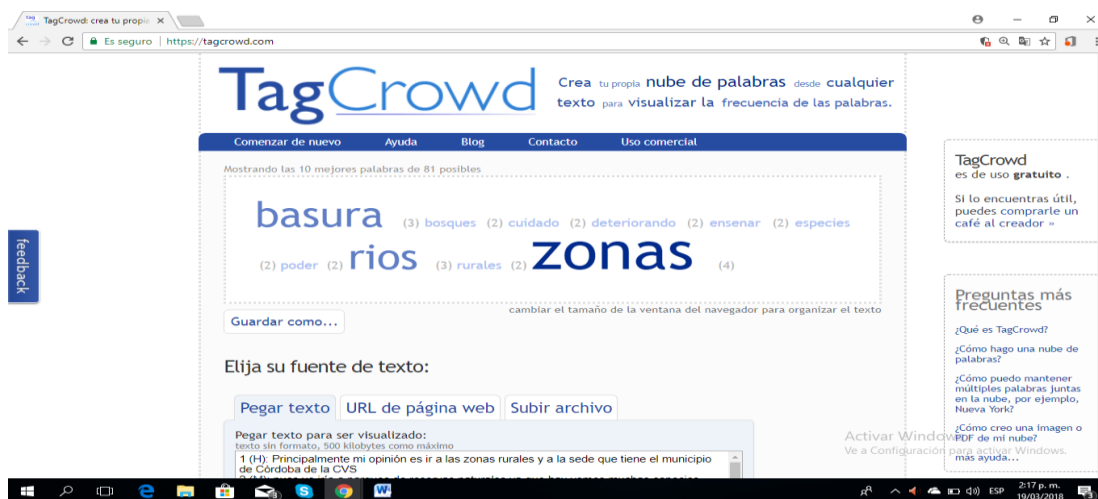 TagCrowd: crea tu propia
Es seguro | https://tagcrowd.com
TagCrowd
Crea tu propia nube de palabras desde cualquier
texto para visualizar la frecuencia de las palabras.
Comenzar de nuevo Ayuda Blog Contacto Uso comercial
Mostrando las 10 mejores palabras de 81 posibles
basura (3) bosques (2) cuidado (2) deteriorando (2) ensenar (2) especies
(2) poder (2) rios (3) rurales (2) zonas (4)
cambiar el tamaño de la ventana del navegador para organizar el texto
Guardar como...
Elija su fuente de texto:
Pegar texto URL de página web Subir archivo
Pegar texto para ser visualizado:
texto sin formato, 500 kilobytes como máximo
1 (H): Principalmente mi opinión es ir a las zonas rurales y a la sede que tiene el municipio
de Córdoba de la CVS
feedback
TagCrowd
es de uso gratuito .
Si lo encuentras útil,
puedes comprarle un
café al creador »
Preguntas más
frecuentes
¿Qué es TagCrowd?
¿Cómo hago una nube de
palabras?
¿Cómo puedo mantener
múltiples palabras juntas
en la nube, por ejemplo,
Nueva York?
¿Cómo creo una imagen o
PDF de mi nube?
más ayuda...
Activar Windows
Ve a Configuración para activar Windows.
ESP
2:17 p. m.
19/03/2018